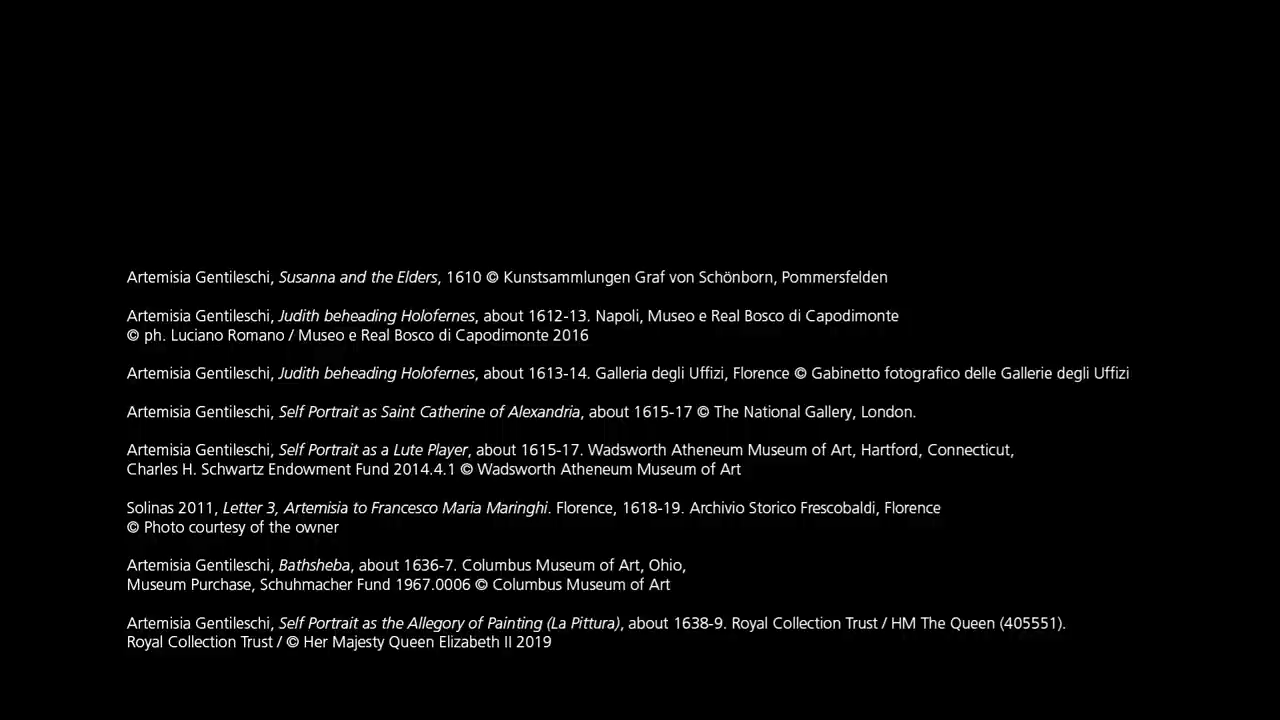 Artemisia Gentileschi, Susanna and the Elders, 1610 © Kunstsammlungen Graf von Schönborn, Pommersfelden
Artemisia Gentileschi, Judith beheading Holofernes, about 1612-13. Napoli, Museo e Real Bosco di Capodimonte
© ph. Luciano Romano / Museo e Real Bosco di Capodimonte 2016
Artemisia Gentileschi, Judith beheading Holofernes, about 1613-14. Galleria degli Uffizi, Florence © Gabinetto fotografico delle Gallerie degli Uffizi
Artemisia Gentileschi, Self Portrait as Saint Catherine of Alexandria, about 1615-17 © The National Gallery, London.
Artemisia Gentileschi, Self Portrait as a Lute Player, about 1615-17. Wadsworth Atheneum Museum of Art, Hartford, Connecticut,
Charles H. Schwartz Endowment Fund 2014.4.1 © Wadsworth Atheneum Museum of Art
Solinas 2011, Letter 3, Artemisia to Francesco Maria Maringhi. Florence, 1618-19. Archivio Storico Frescobaldi, Florence
© Photo courtesy of the owner
Artemisia Gentileschi, Bathsheba, about 1636-7. Columbus Museum of Art, Ohio,
Museum Purchase, Schuhmacher Fund 1967.0006 © Columbus Museum of Art
Artemisia Gentileschi, Self Portrait as the Allegory of Painting (La Pittura), about 1638-9. Royal Collection Trust / HM The Queen (405551).
Royal Collection Trust / © Her Majesty Queen Elizabeth II 2019